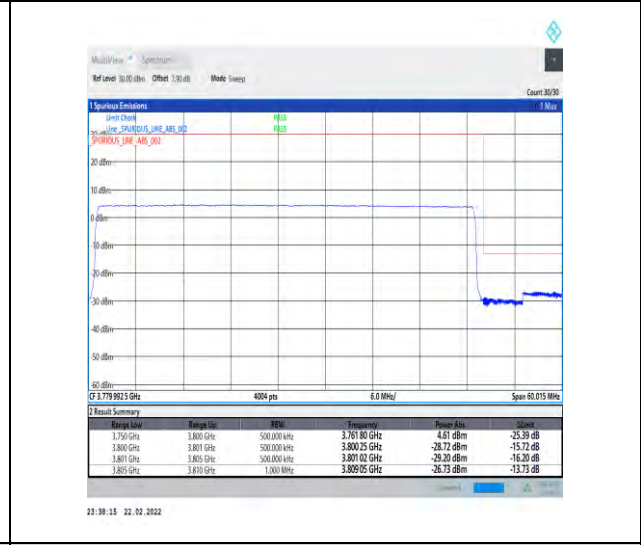 MultiView Spectrum
Ref Level 30.00 dBm Offset 7.90 dB Mode Sweep
Count 30/30
1 Spurious Emissions 1 Max
Limit Check PASS
Line _SPURIOUS_LINE_ABS_002 PASS
_SPURIOUS_LINE_ABS_002
20 dBm
10 dBm
0 dBm
-10 dBm
-20 dBm
-30 dBm
-40 dBm
-50 dBm
-60 dBm
CF 3.779 992 5 GHz 4004 pts 6.0 MHz/ Span 60.015 MHz
2 Result Summary
Range Low Range Up RBW Frequency Power Abs ΔLimit
3.750 GHz 3.800 GHz 500.000 kHz 3.761 80 GHz 4.61 dBm -25.39 dB
3.800 GHz 3.801 GHz 500.000 kHz 3.800 25 GHz -28.72 dBm -15.72 dB
3.801 GHz 3.805 GHz 500.000 kHz 3.801 02 GHz -29.20 dBm -16.20 dB
3.805 GHz 3.810 GHz 1.000 MHz 3.809 05 GHz -26.73 dBm -13.73 dB
23:38:15 22.02.2022